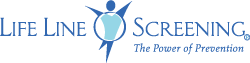 LIFE LINE SCREENING®
The Power of Prevention